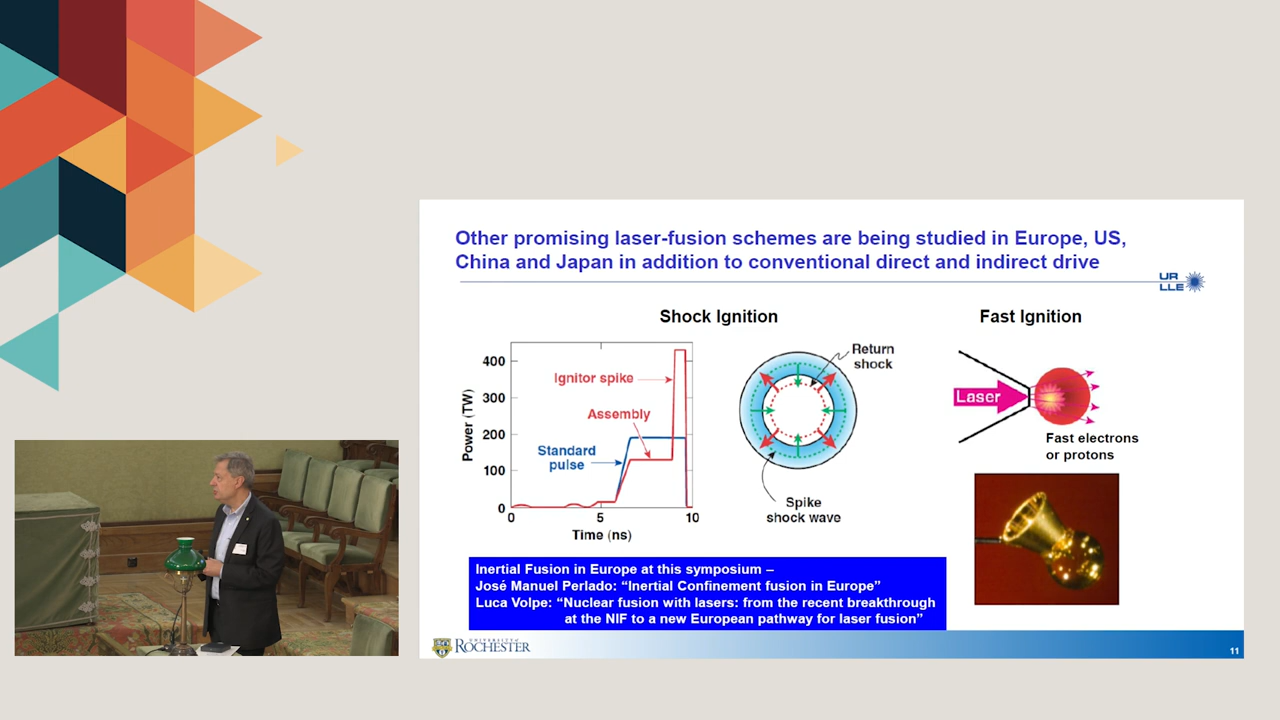 Other promising laser-fusion schemes are being studied in Europe, US,
China and Japan in addition to conventional direct and indirect drive
UR
LLE
Shock Ignition
Fast Ignition
Power (TW)
400
300
200
100
0
0
5
10
Time (ns)
Ignitor spike
Assembly
Standard
pulse
Return
shock
Spike
shock wave
Laser
Fast electrons
or protons
Inertial Fusion in Europe at this symposium –
José Manuel Perlado: “Inertial Confinement fusion in Europe”
Luca Volpe: “Nuclear fusion with lasers: from the recent breakthrough
at the NIF to a new European pathway for laser fusion”
UNIVERSITY of
ROCHESTER
11